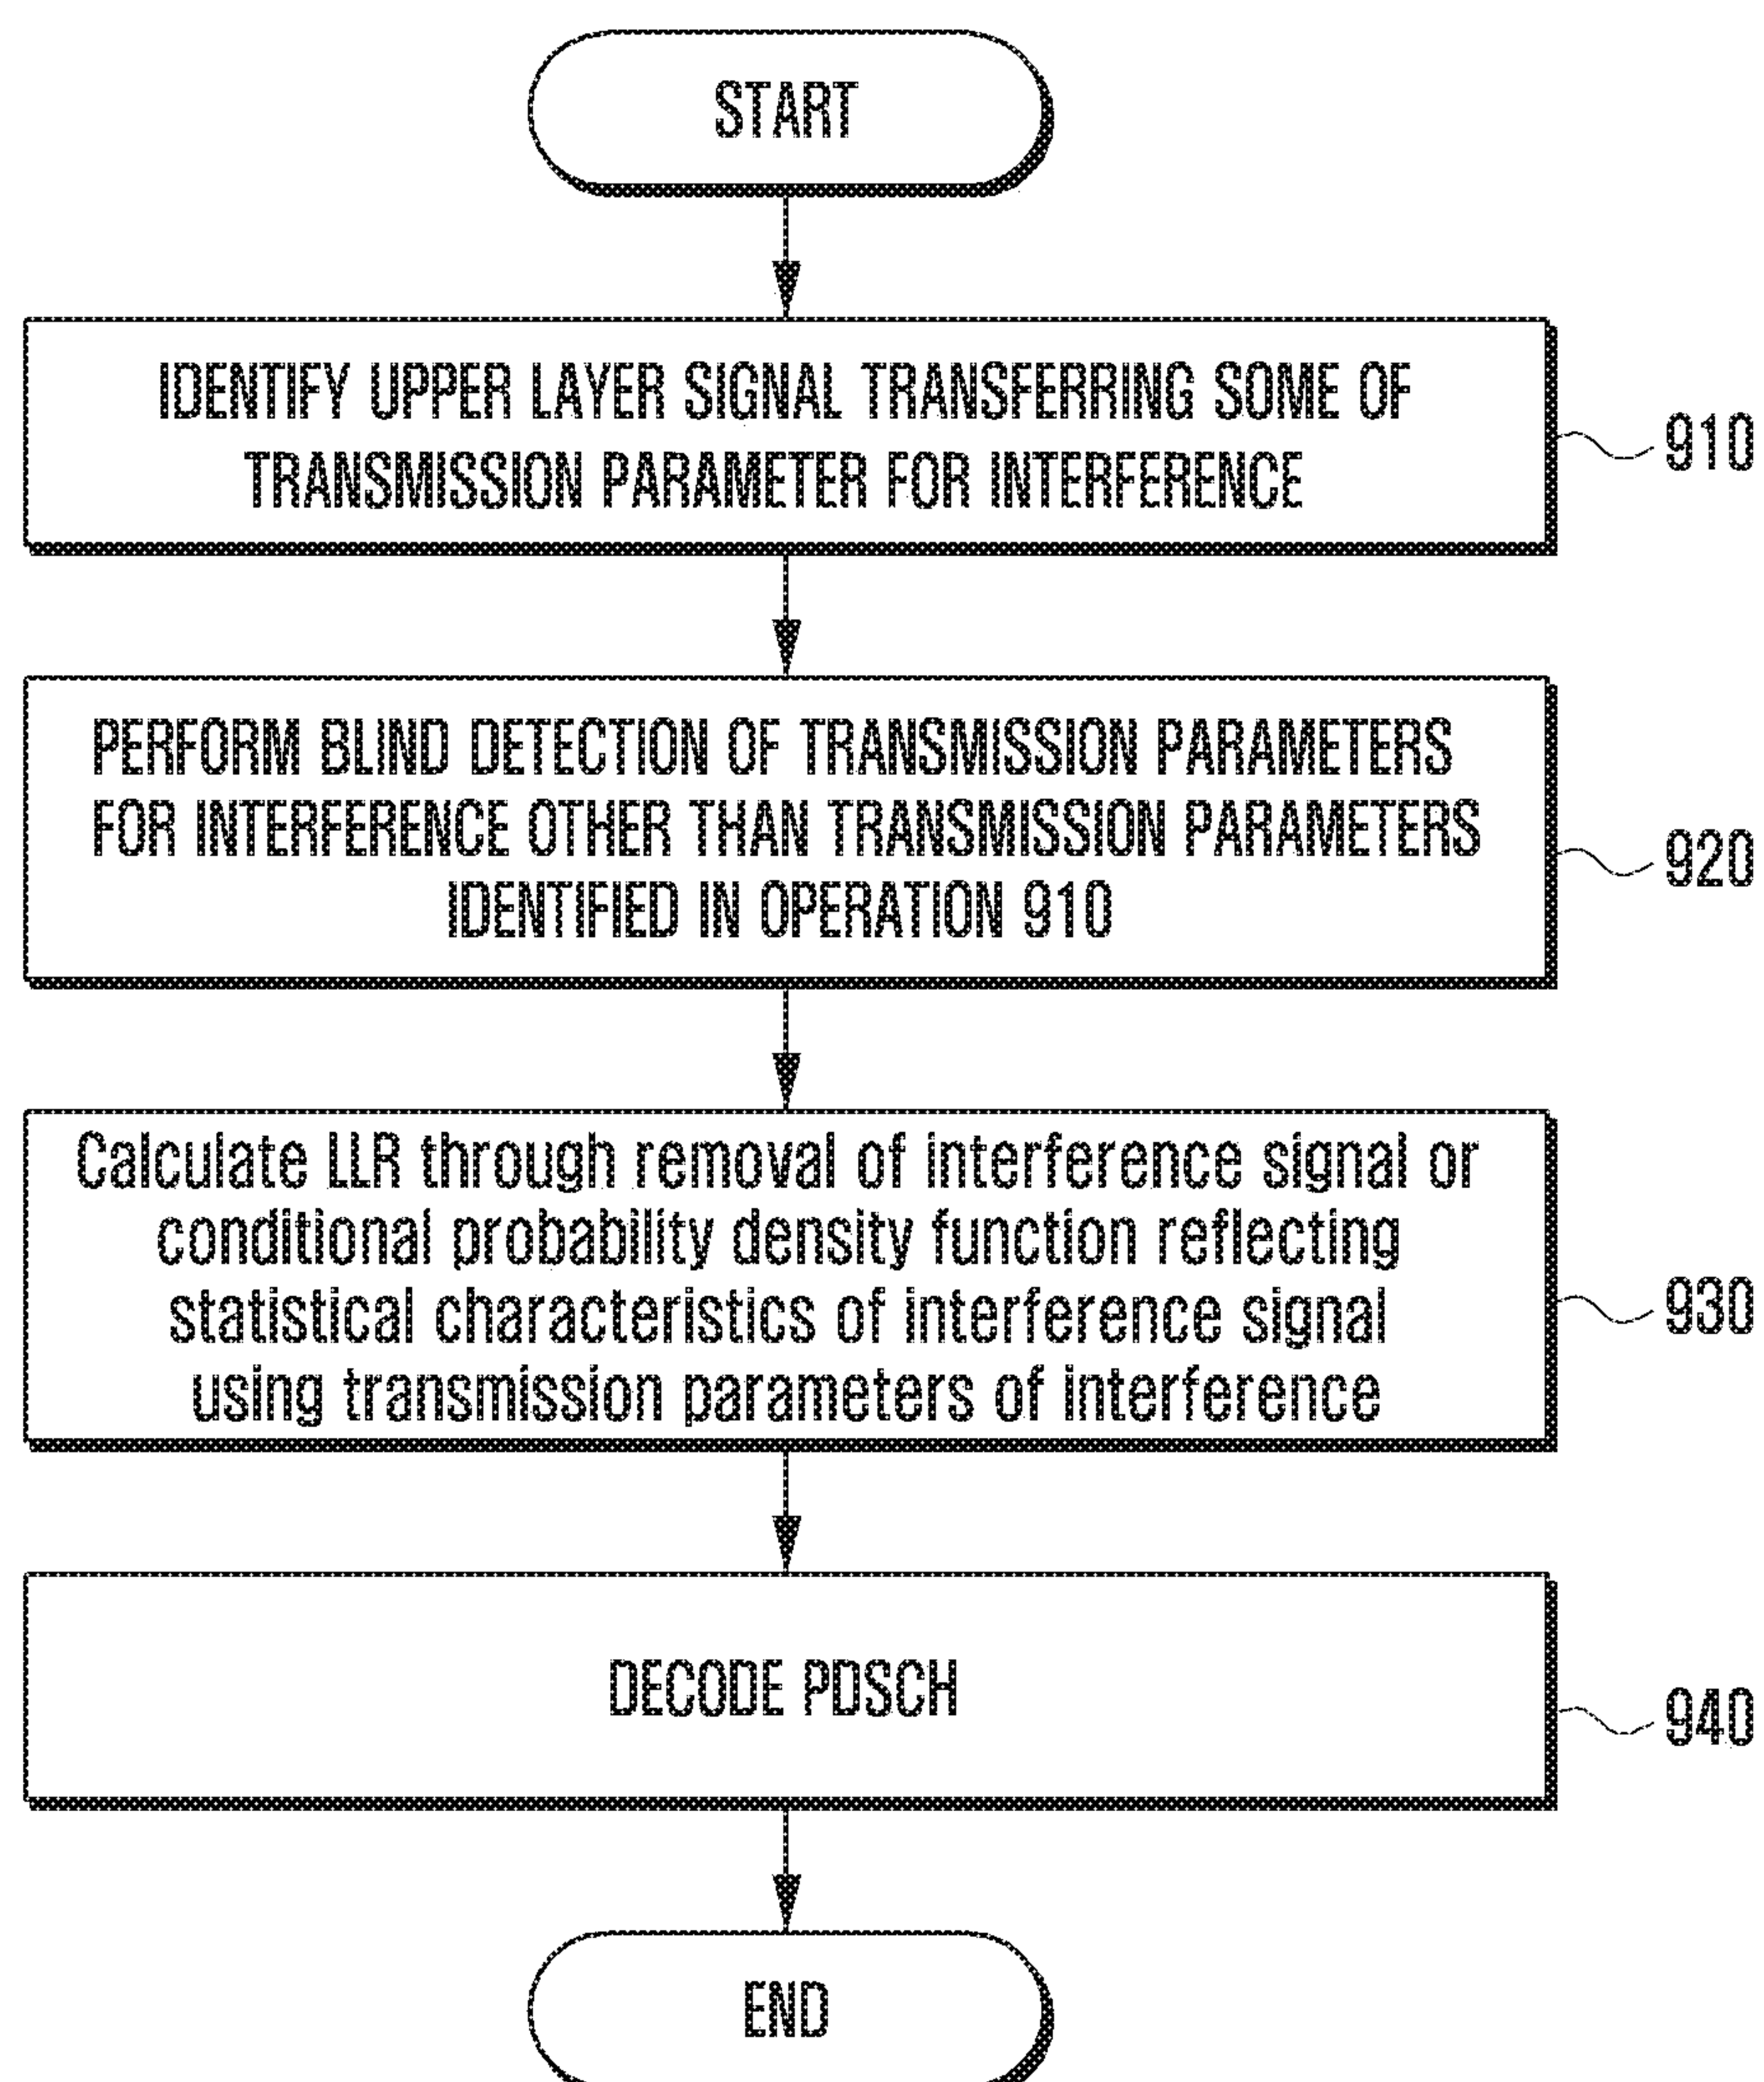 START
IDENTIFY UPPER LAYER SIGNAL TRANSFERRING SOME OF
TRANSMISSION PARAMETER FOR INTERFERENCE
910
PERFORM BLIND DETECTION OF TRANSMISSION PARAMETERS
FOR INTERFERENCE OTHER THAN TRANSMISSION PARAMETERS
IDENTIFIED IN OPERATION 910
920
Calculate LLR through removal of interference signal or
conditional probability density function reflecting
statistical characteristics of interference signal
using transmission parameters of interference
930
DECODE PDSCH
940
END